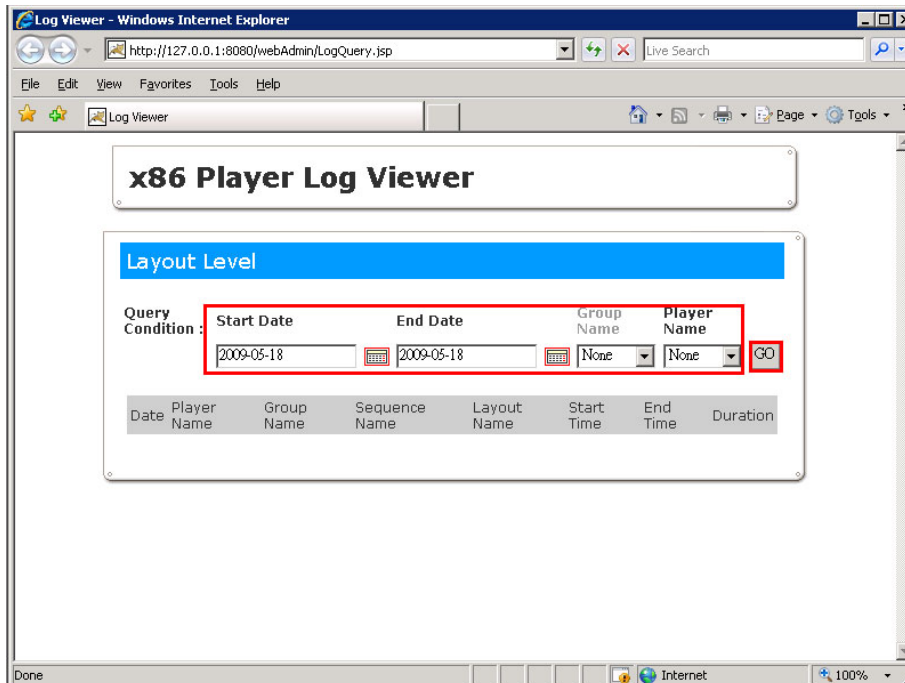 Log Viewer - Windows Internet Explorer
http://127.0.0.1:8080/webAdmin/LogQuery.jsp
Live Search
File Edit View Favorites Tools Help
Log Viewer
Page
Tools
x86 Player Log Viewer
Layout Level
Query Condition :
Start Date
End Date
Group Name
Player Name
2009-05-18
2009-05-18
None
None
GO
Date
Player Name
Group Name
Sequence Name
Layout Name
Start Time
End Time
Duration
Done
Internet
100%